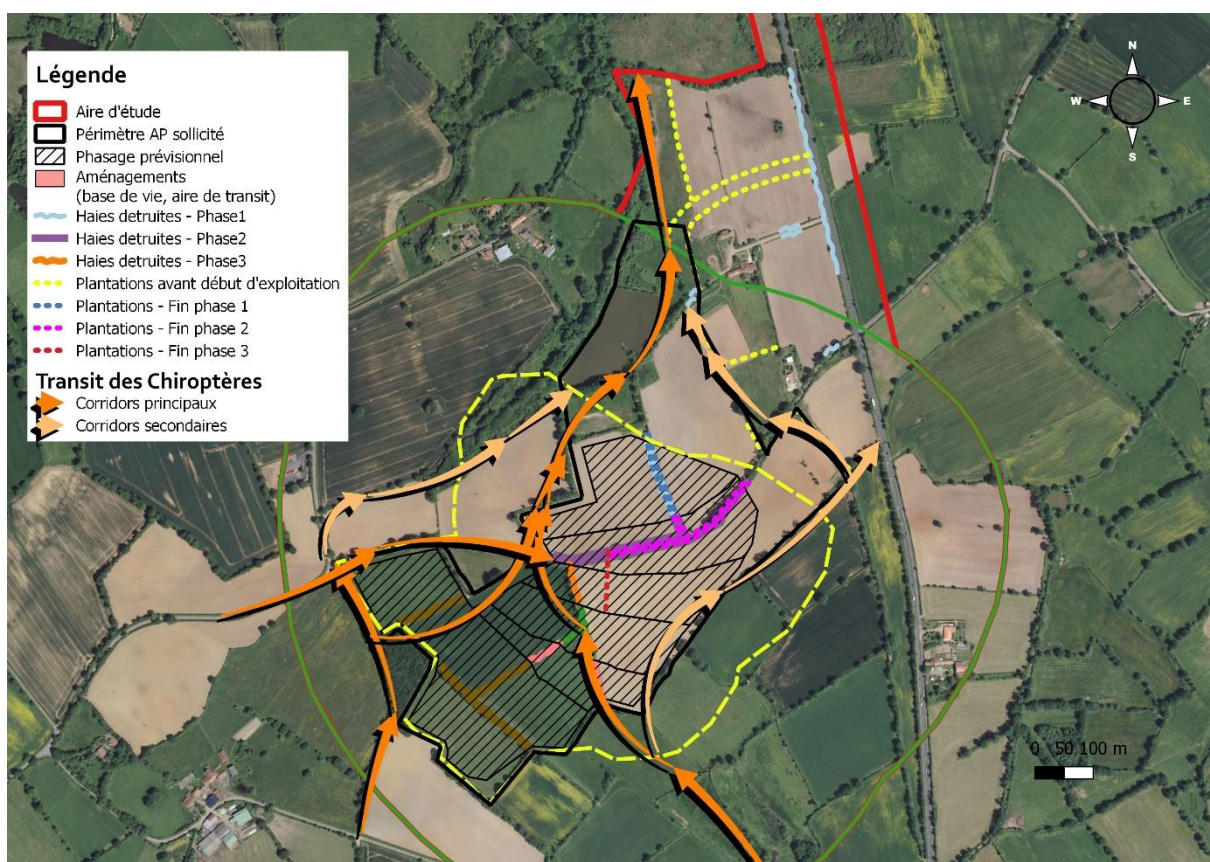 Légende
Aire d'étude
Périmètre AP sollicité
Phasage prévisionnel
Aménagements
(base de vie, aire de transit)
Haies detruites - Phase1
Haies detruites - Phase2
Haies detruites - Phase3
Plantations avant début d'exploitation
Plantations - Fin phase 1
Plantations - Fin phase 2
Plantations - Fin phase 3
Transit des Chiroptères
Corridors principaux
Corridors secondaires
N
W E
S
0 50 100 m